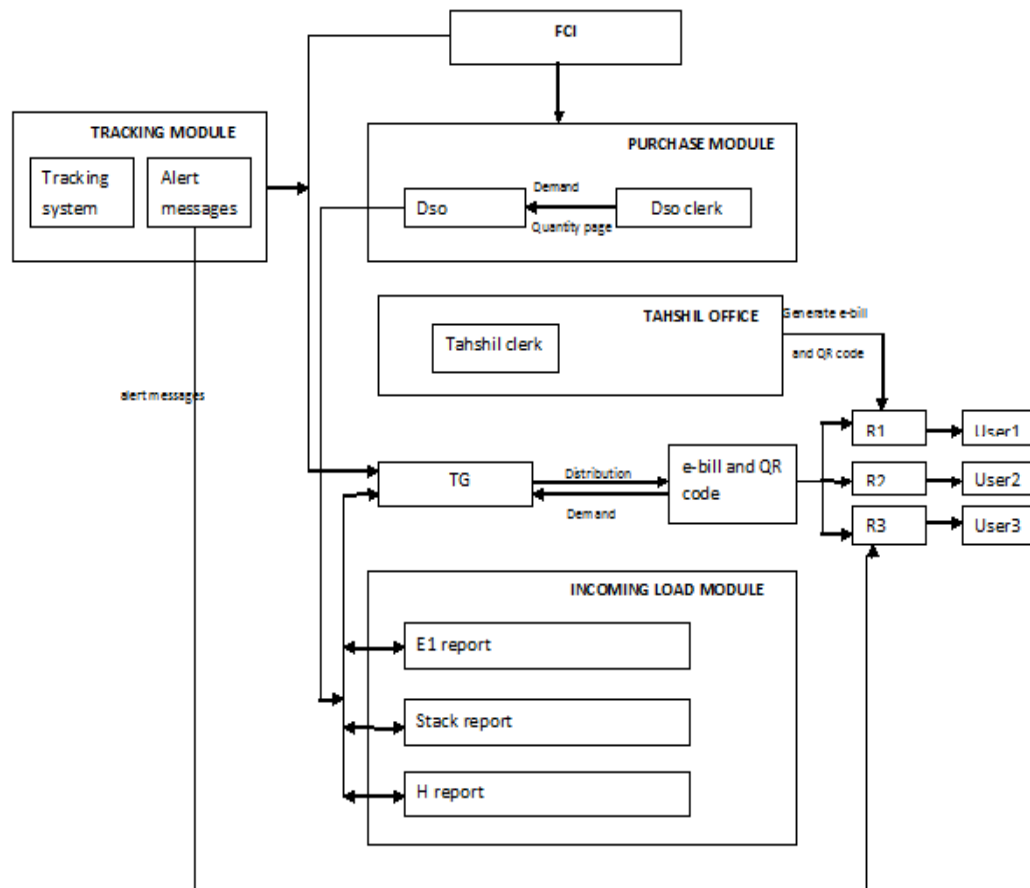 FCI
TRACKING MODULE
Tracking
system
Alert
messages
PURCHASE MODULE
Dso
Demand
Quantity page
Dso clerk
TAHSHIL OFFICE
Tahshil clerk
Generate e-bill
and QR code
alert messages
TG
Distribution
Demand
e-bill and QR
code
R1
User1
R2
User2
R3
User3
INCOMING LOAD MODULE
E1 report
Stack report
H report